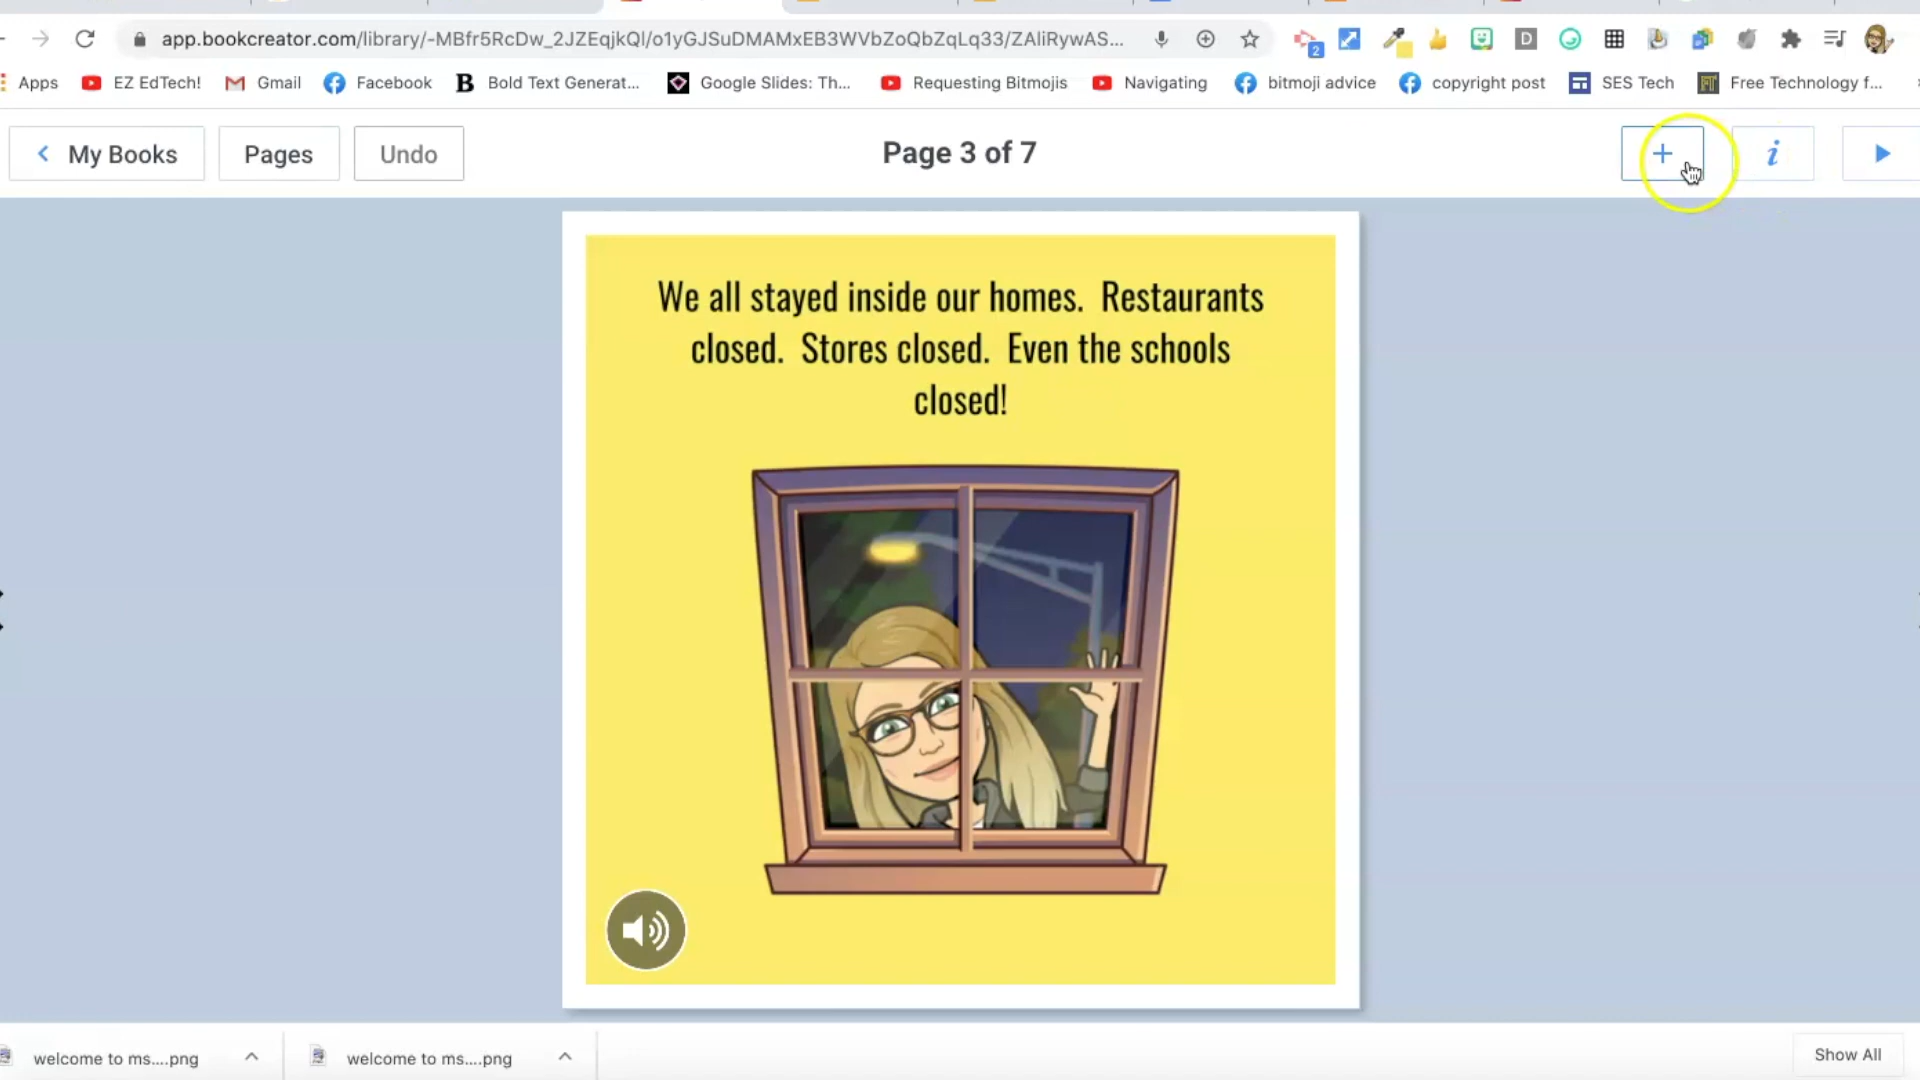 app.bookcreator.com/library/-MBfr5RcDw_2JZEqjkQl/o1yGJSuDMAMxEB3WVbZoQbZqLq33/ZAliRywAS...
2
D
Apps EZ EdTech! Gmail Facebook B Bold Text Generat... Google Slides: Th... Requesting Bitmojis Navigating bitmoji advice copyright post SES Tech FT Free Technology f...
My Books Pages Undo Page 3 of 7 + i
We all stayed inside our homes. Restaurants
closed. Stores closed. Even the schools
closed!
welcome to ms....png welcome to ms....png Show All